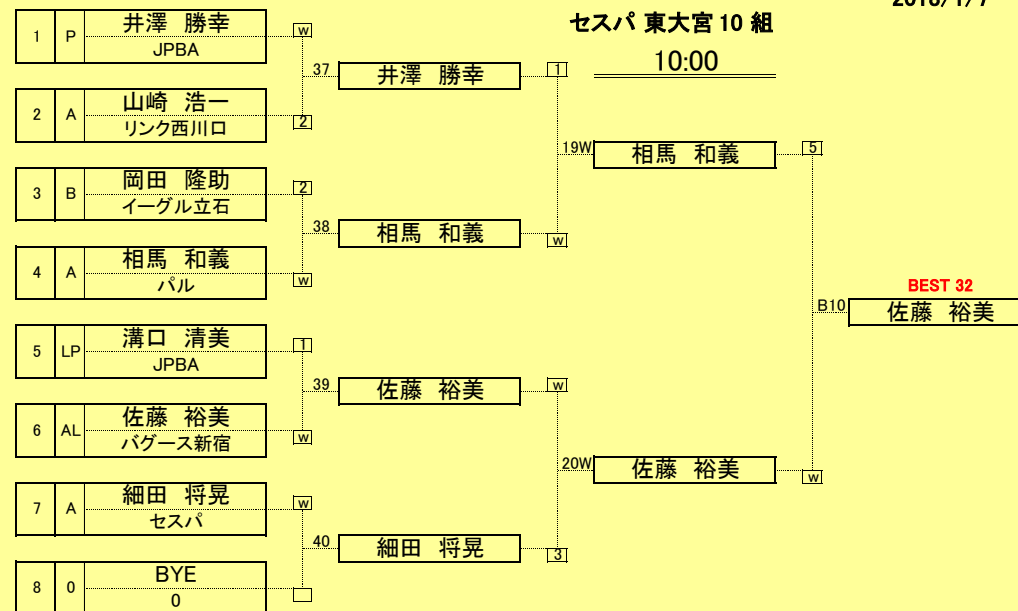 2018/1/7
セスパ 東大宮 10 組
10:00
1 P 井澤 勝幸
JPBA
w
37 井澤 勝幸 1
2 A 山崎 浩一
リンク西川口
2
19W 相馬 和義 5
3 B 岡田 隆助
イーグル立石
2
38 相馬 和義 w
4 A 相馬 和義
パル
w
BEST 32
B10 佐藤 裕美
5 LP 溝口 清美
JPBA
1
39 佐藤 裕美 w
6 AL 佐藤 裕美
バグース新宿
w
20W 佐藤 裕美 w
7 A 細田 将晃
セスパ
w
40 細田 将晃 3
8 0 BYE
0